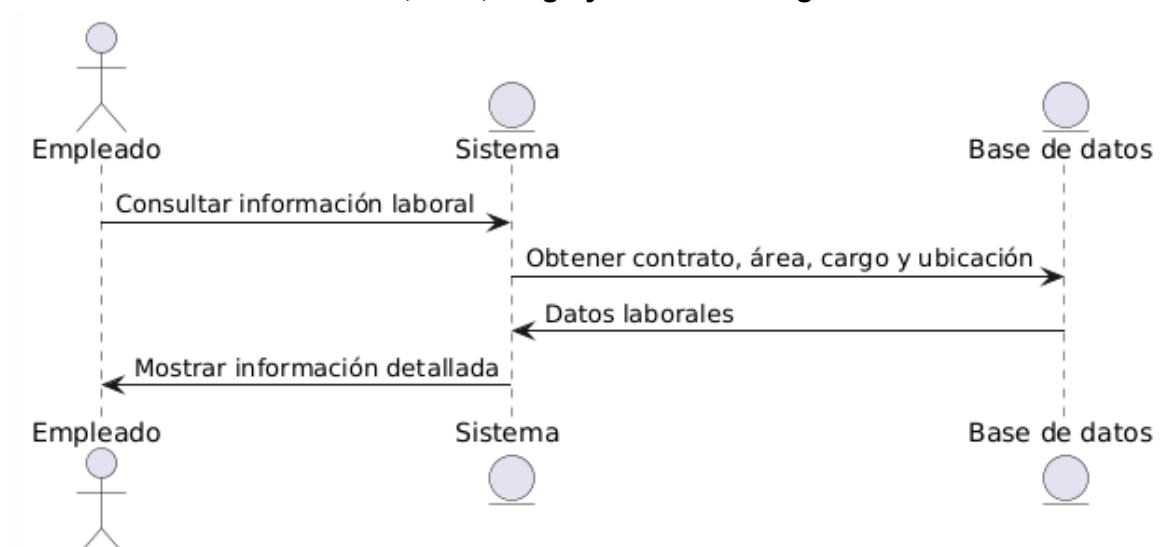 Empleado
Sistema
Base de datos
Consultar información laboral
Obtener contrato, área, cargo y ubicación
Datos laborales
Mostrar información detallada
Empleado
Sistema
Base de datos